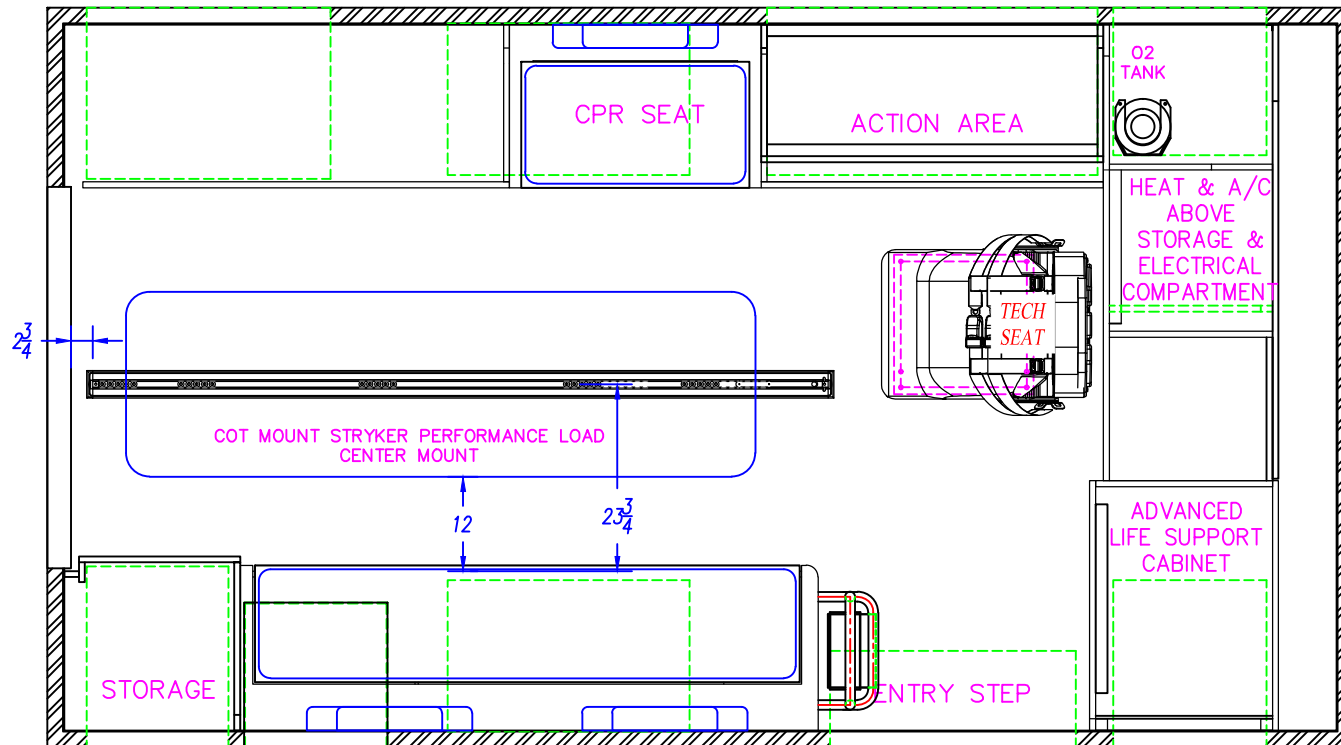 O2
TANK
CPR SEAT
ACTION AREA
HEAT & A/C
ABOVE
STORAGE &
ELECTRICAL
COMPARTMENT
TECH
SEAT
2 3/4
COT MOUNT STRYKER PERFORMANCE LOAD
CENTER MOUNT
12
23 3/4
ADVANCED
LIFE SUPPORT
CABINET
STORAGE
ENTRY STEP